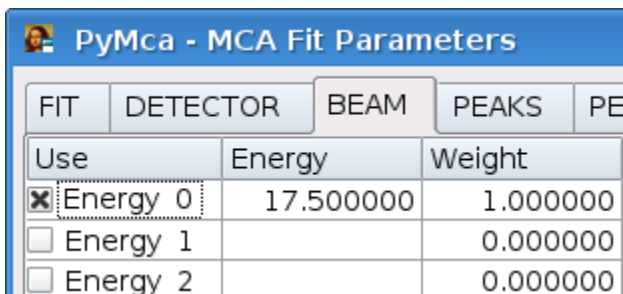 PyMca - MCA Fit Parameters
FIT DETECTOR BEAM PEAKS PE
Use Energy Weight
Energy 0 17.500000 1.000000
Energy 1 0.000000
Energy 2 0.000000